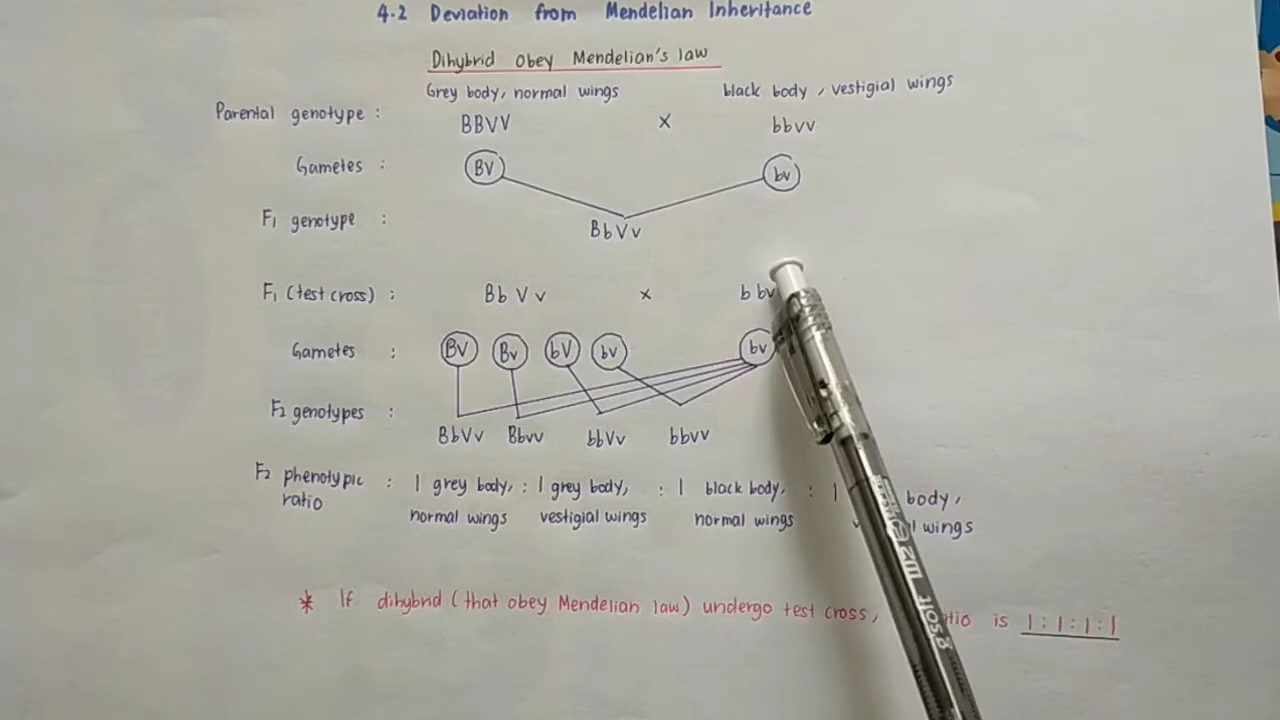 4.2 Deviation from Mendelian Inheritance
Dihybrid obey Mendelian's law
Grey body, normal wings black body, vestigial wings
Parental genotype : BBVV x bbvv
Gametes : BV bv
F1 genotype : BbVv
F1 (test cross) : BbVv x bbv
Gametes : BV Bv bV bv bv
F2 genotypes : BbVv Bbvv bbVv bbvv
F2 phenotypic ratio : 1 grey body, : 1 grey body, : 1 black body, : 1 body,
normal wings vestigial wings normal wings wings
* If dihybrid (that obey Mendelian law) undergo test cross, is 1:1:1:1